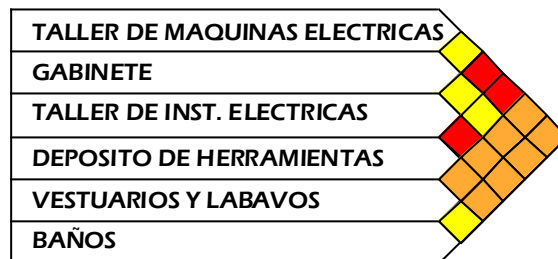 TALLER DE MAQUINAS ELECTRICAS
GABINETE
TALLER DE INST. ELECTRICAS
DEPOSITO DE HERRAMIENTAS
VESTUARIOS Y LABAVOS
BAÑOS